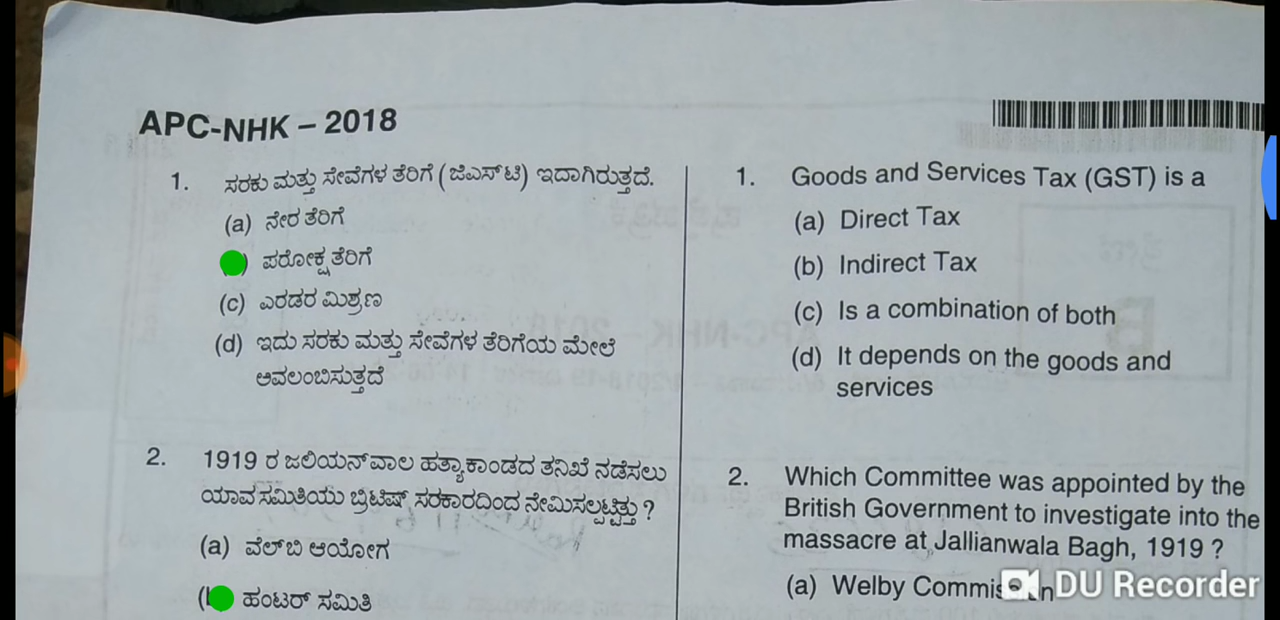 APC-NHK – 2018
1. ಸರಕು ಮತ್ತು ಸೇವೆಗಳ ತೆರಿಗೆ (ಜಿಎಸ್‌ಟಿ) ಇದಾಗಿರುತ್ತದೆ.
(a) ನೇರ ತೆರಿಗೆ
) ಪರೋಕ್ಷ ತೆರಿಗೆ
(c) ಎರಡರ ಮಿಶ್ರಣ
(d) ಇದು ಸರಕು ಮತ್ತು ಸೇವೆಗಳ ತೆರಿಗೆಯ ಮೇಲೆ
ಅವಲಂಬಿಸುತ್ತದೆ
2. 1919 ರ ಜಲಿಯನ್‌ವಾಲ ಹತ್ಯಾಕಾಂಡದ ತನಿಖೆ ನಡೆಸಲು
ಯಾವ ಸಮಿತಿಯು ಬ್ರಿಟಿಷ್ ಸರಕಾರದಿಂದ ನೇಮಿಸಲ್ಪಟ್ಟಿತ್ತು ?
(a) ವೆಲ್‌ಬಿ ಆಯೋಗ
( ಹಂಟರ್ ಸಮಿತಿ
1. Goods and Services Tax (GST) is a
(a) Direct Tax
(b) Indirect Tax
(c) Is a combination of both
(d) It depends on the goods and
services
2. Which Committee was appointed by the
British Government to investigate into the
massacre at Jallianwala Bagh, 1919 ?
(a) Welby
DU Recorder